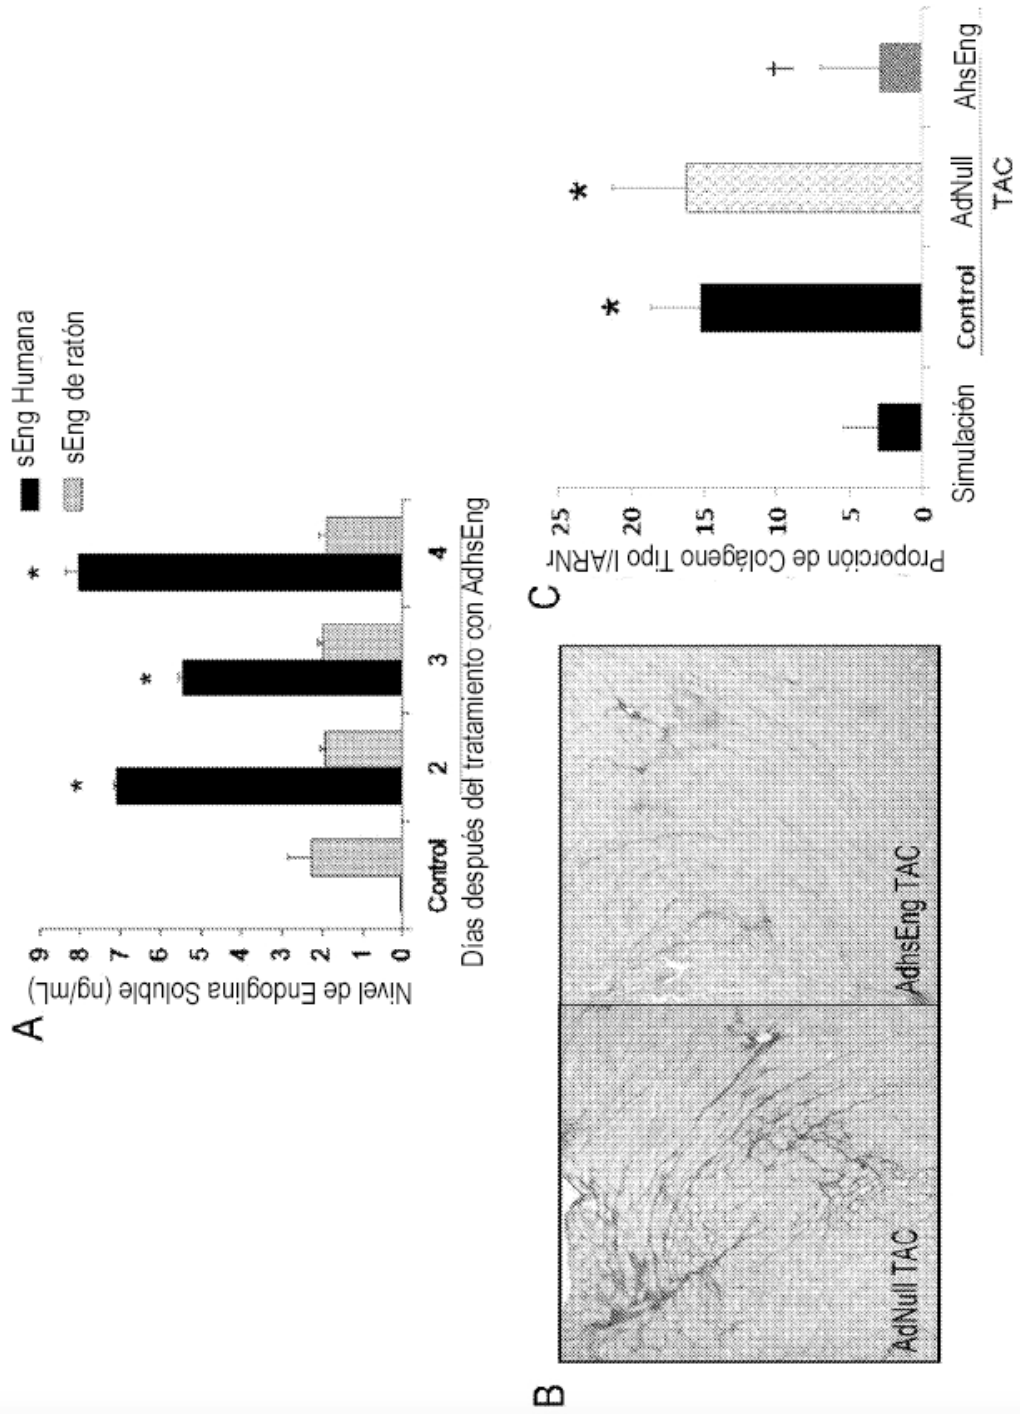 A
Nivel de Endoglina Soluble (ng/mL)
9
8
7
6
5
4
3
2
1
0
sEng Humana
sEng de ratón
*
*
*
Control
2
3
4
Días después del tratamiento con AdhsEng
B
AdNull TAC
AdhsEng TAC
C
Proporción de Colágeno Tipo I/ARNr
25
20
15
10
5
0
*
*
†
Simulación
Control
AdNull
AhsEng
TAC